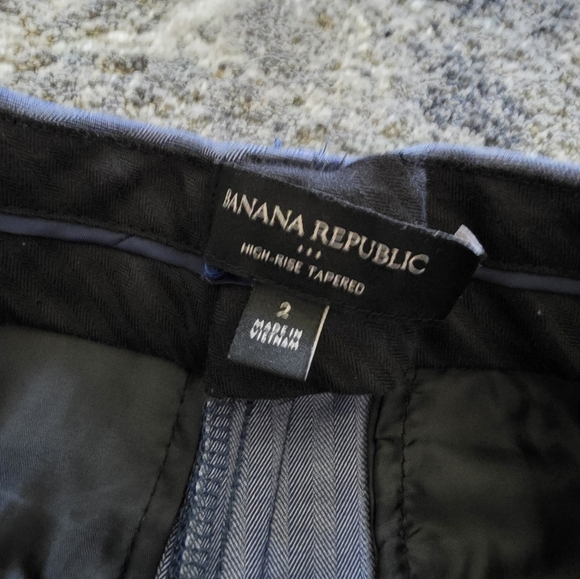 BANANA REPUBLIC
HIGH-RISE TAPERED
2
MADE IN
VIETNAM